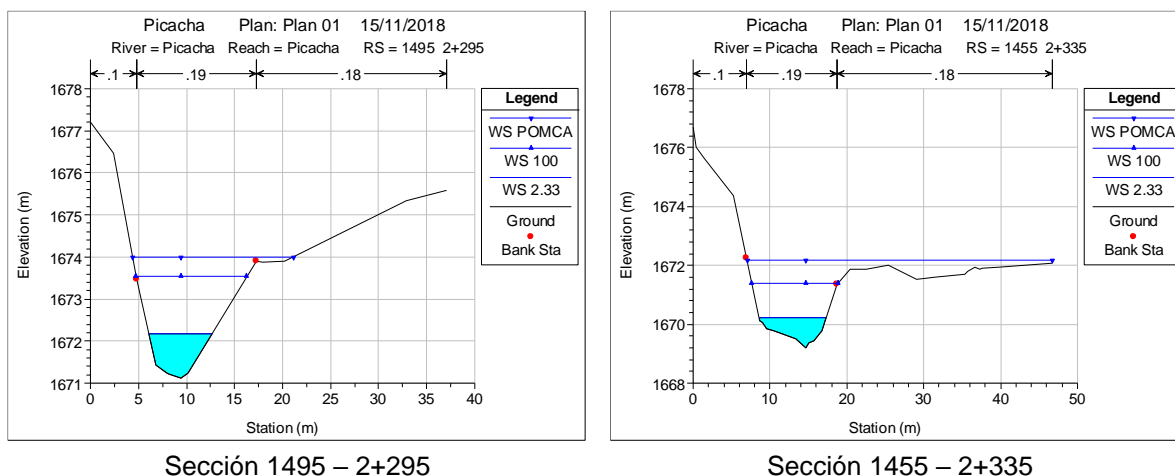 Picacha Plan: Plan 01 15/11/2018
River = Picacha Reach = Picacha RS = 1495 2+295
.1 .19 .18
1678
1677
1676
1675
1674
1673
1672
1671
Elevation (m)
0 5 10 15 20 25 30 35 40
Station (m)
Legend
WS POMCA
WS 100
WS 2.33
Ground
Bank Sta
Sección 1495 – 2+295
Picacha Plan: Plan 01 15/11/2018
River = Picacha Reach = Picacha RS = 1455 2+335
.1 .19 .18
1678
1676
1674
1672
1670
1668
Elevation (m)
0 10 20 30 40 50
Station (m)
Legend
WS POMCA
WS 100
WS 2.33
Ground
Bank Sta
Sección 1455 – 2+335